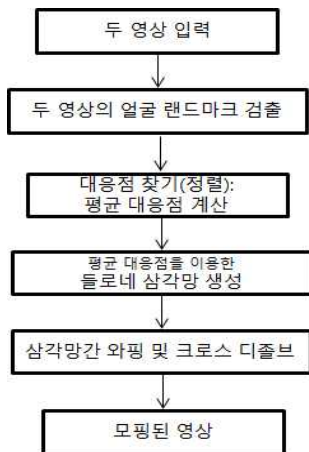 두 영상 입력
두 영상의 얼굴 랜드마크 검출
대응점 찾기(정렬):
평균 대응점 계산
평균 대응점을 이용한
들로네 삼각망 생성
삼각망간 와핑 및 크로스 디졸브
모핑된 영상